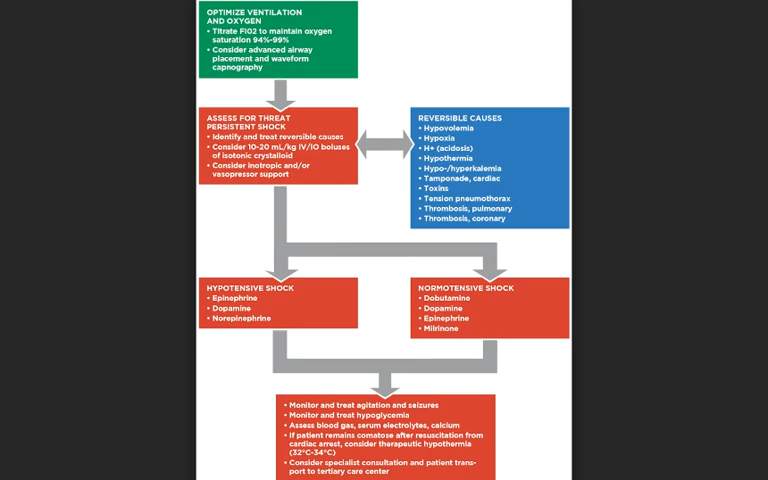 OPTIMIZE VENTILATION
AND OXYGEN
• Titrate FiO2 to maintain oxygen
saturation 94%-99%
• Consider advanced airway
placement and waveform
capnography
ASSESS FOR THREAT
PERSISTENT SHOCK
• Identify and treat reversible causes
• Consider 10-20 mL/kg IV/IO boluses
of isotonic crystalloid
• Consider inotropic and/or
vasopressor support
REVERSIBLE CAUSES
• Hypovolemia
• Hypoxia
• H+ (acidosis)
• Hypothermia
• Hypo-/hyperkalemia
• Tamponade, cardiac
• Toxins
• Tension pneumothorax
• Thrombosis, pulmonary
• Thrombosis, coronary
HYPOTENSIVE SHOCK
• Epinephrine
• Dopamine
• Norepinephrine
NORMOTENSIVE SHOCK
• Dobutamine
• Dopamine
• Epinephrine
• Milrinone
• Monitor and treat agitation and seizures
• Monitor and treat hypoglycemia
• Assess blood gas, serum electrolytes, calcium
• If patient remains comatose after resuscitation from
cardiac arrest, consider therapeutic hypothermia
(32°C-34°C)
• Consider specialist consultation and patient trans-
port to tertiary care center